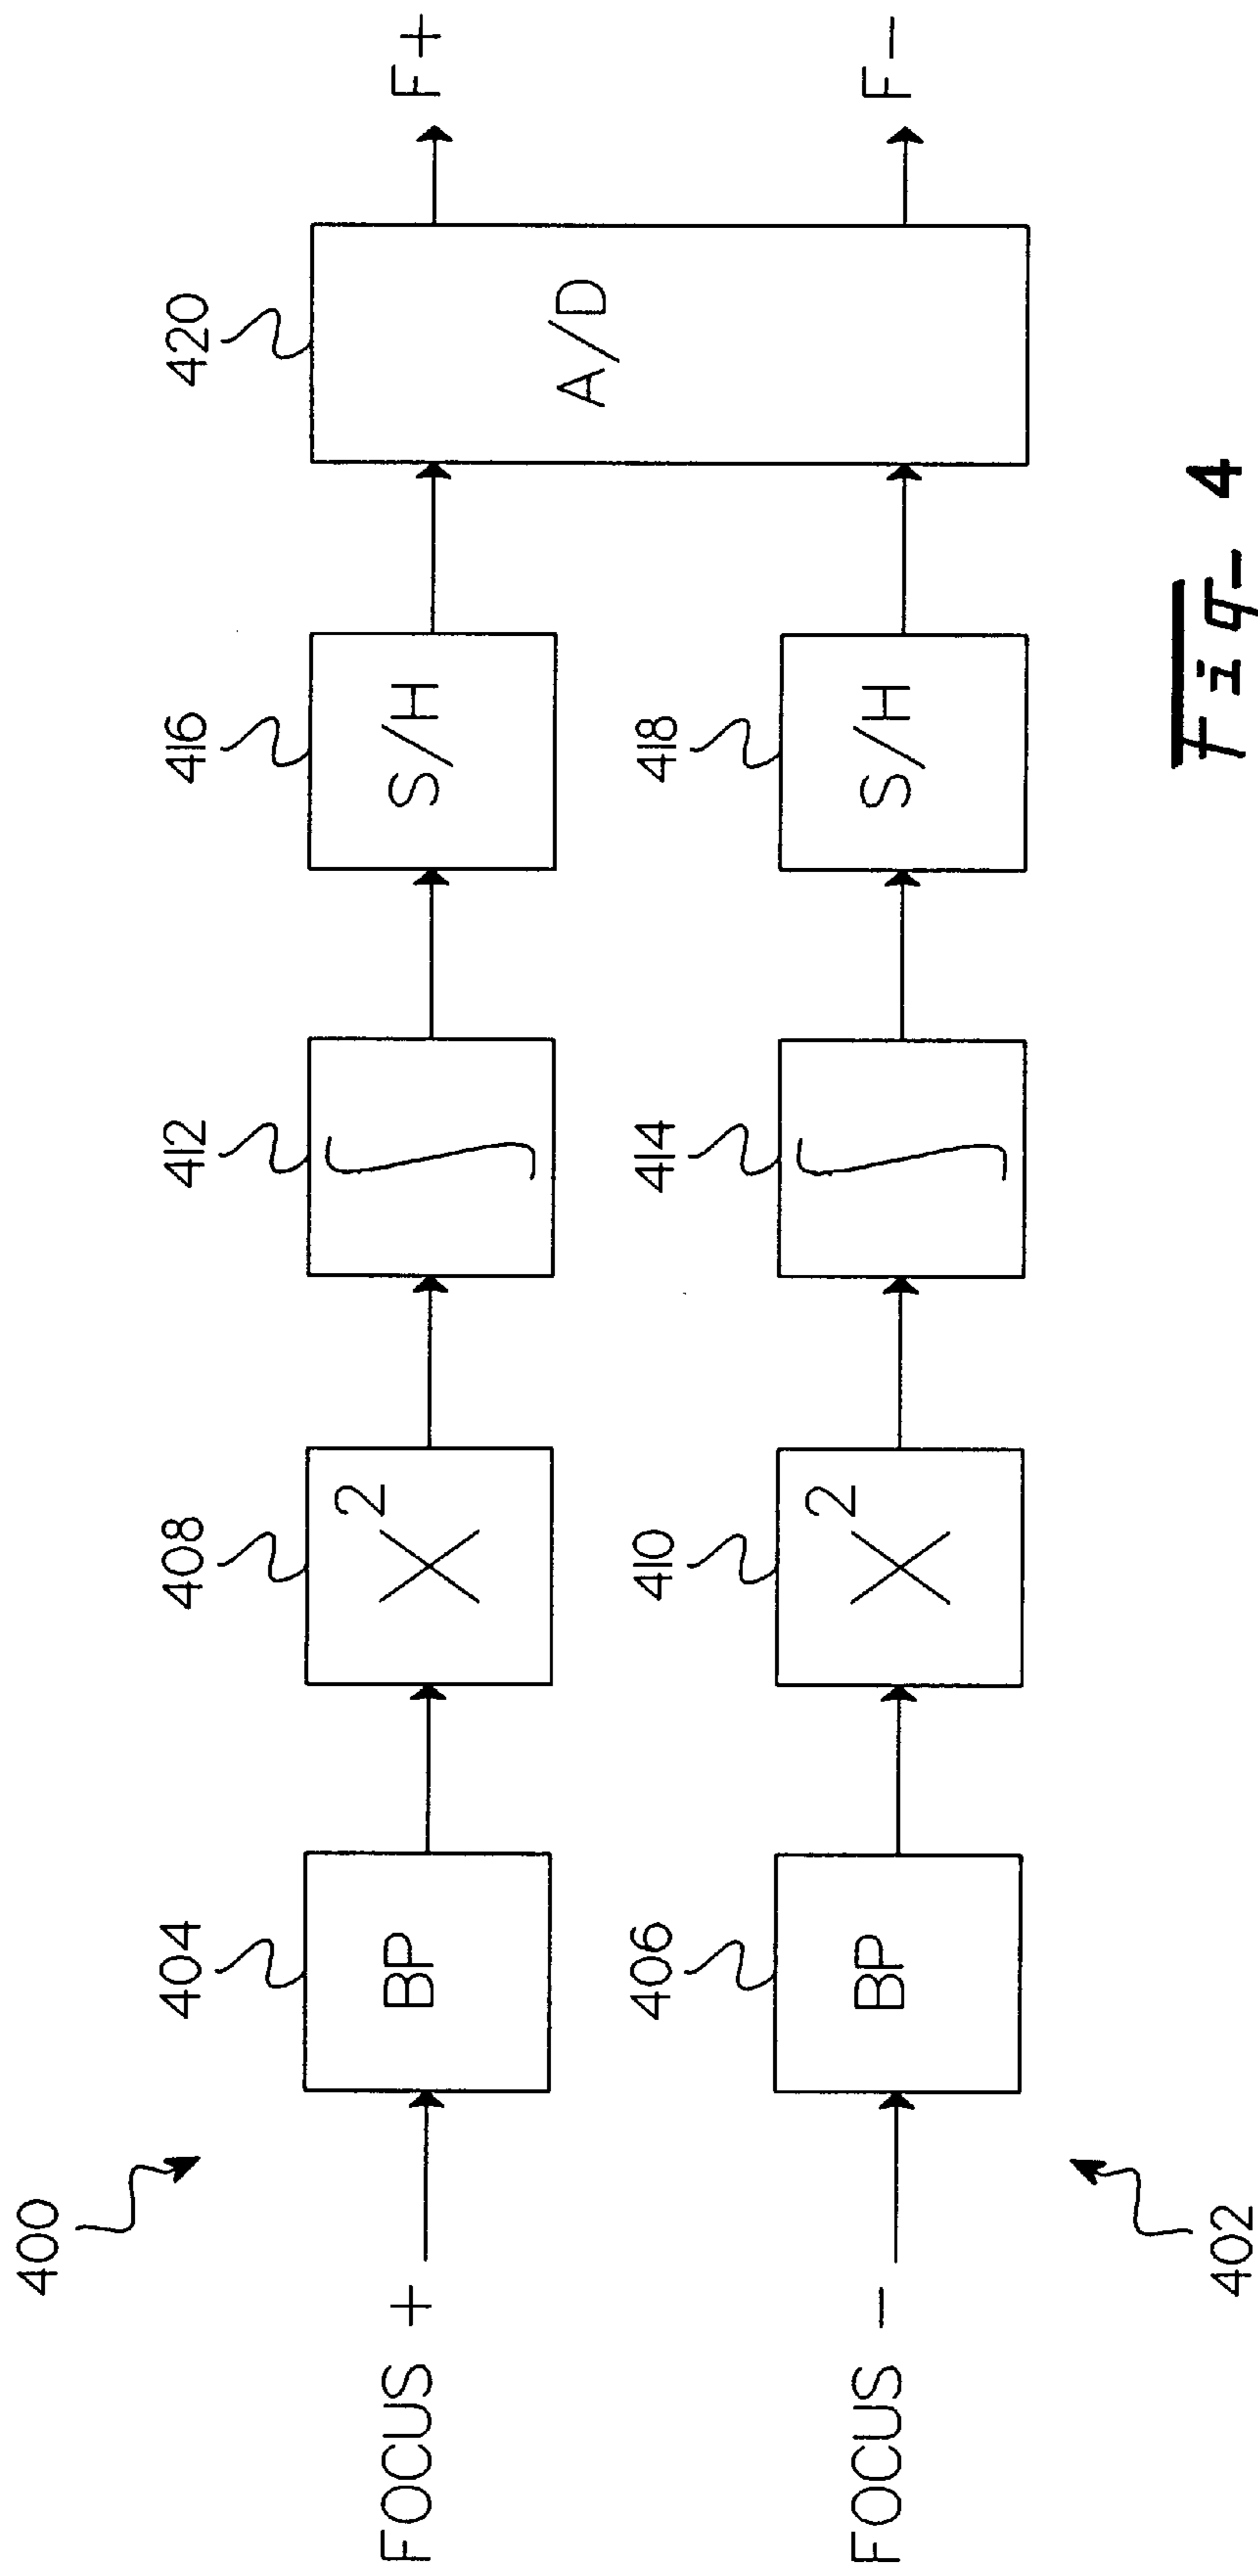 400
404
408
412
416
420
FOCUS +
BP
X²
∫
S/H
A/D
F+
406
410
414
418
FOCUS −
BP
X²
∫
S/H
F−
402
Fig- 4